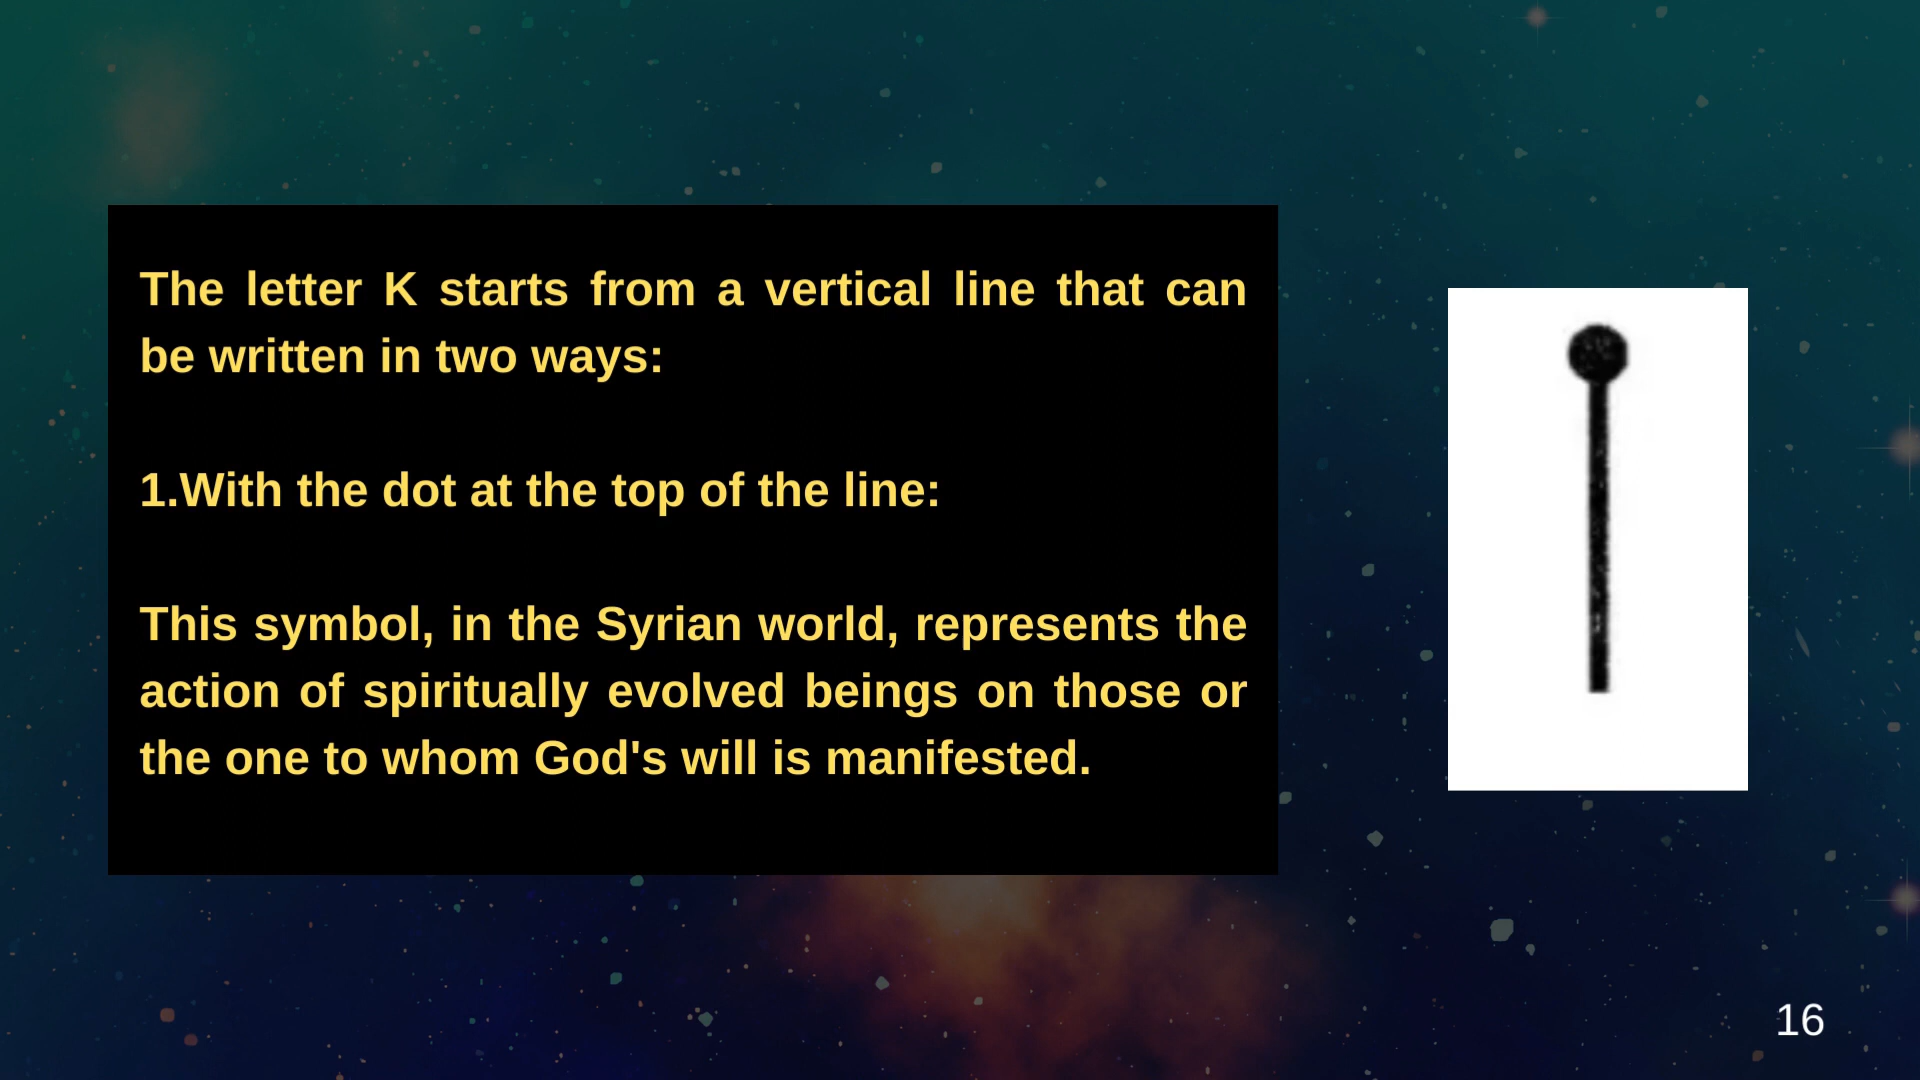 The letter K starts from a vertical line that can
be written in two ways:
1.With the dot at the top of the line:
This symbol, in the Syrian world, represents the
action of spiritually evolved beings on those or
the one to whom God's will is manifested.
16